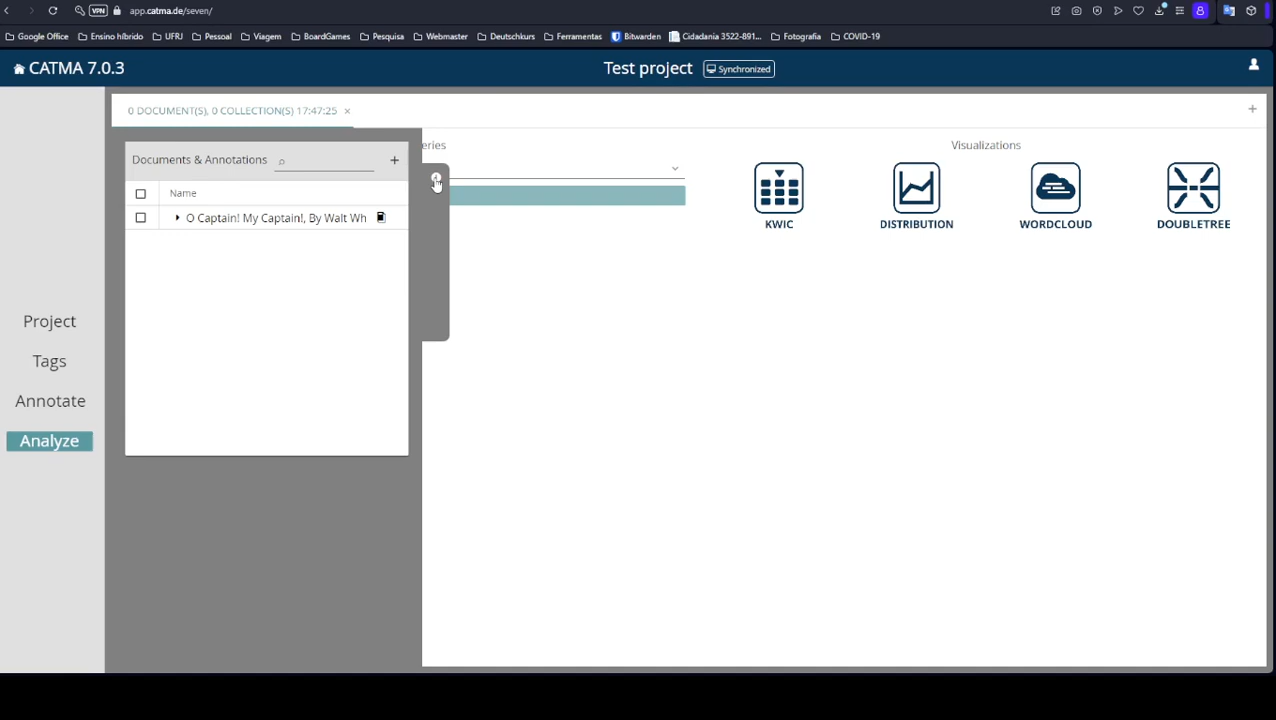 VPN app.catma.de/seven/
Google Office Ensino híbrido UFRJ Pessoal Viagem BoardGames Pesquisa Webmaster Deutschkurs Ferramentas Bitwarden Cidadania 3522-891... Fotografia COVID-19
CATMA 7.0.3 Test project Synchronized
0 DOCUMENT(S), 0 COLLECTION(S) 17:47:25
Documents & Annotations
eries
Visualizations
Name
O Captain! My Captain!, By Walt Wh
KWIC DISTRIBUTION WORDCLOUD DOUBLETREE
Project
Tags
Annotate
Analyze